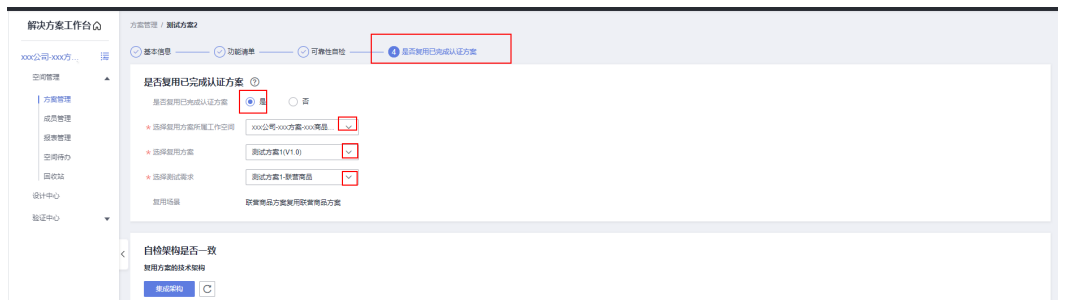 解决方案工作台
方案管理 / 测试方案2
xxx公司-xxx方...
基本信息
功能清单
可靠性自检
4 是否复用已完成认证方案
空间管理
方案管理
成员管理
报表管理
空间待办
回收站
设计中心
验证中心
是否复用已完成认证方案 ?
是否复用已完成认证方案 是 否
* 选择复用方案所属工作空间 xxx公司-xxx方案-xxx商品...
* 选择复用方案 测试方案1(V1.0)
* 选择测试需求 测试方案1-联营商品
复用场景 联营商品方案复用联营商品方案
自检架构是否一致
复用方案的技术架构
集成架构